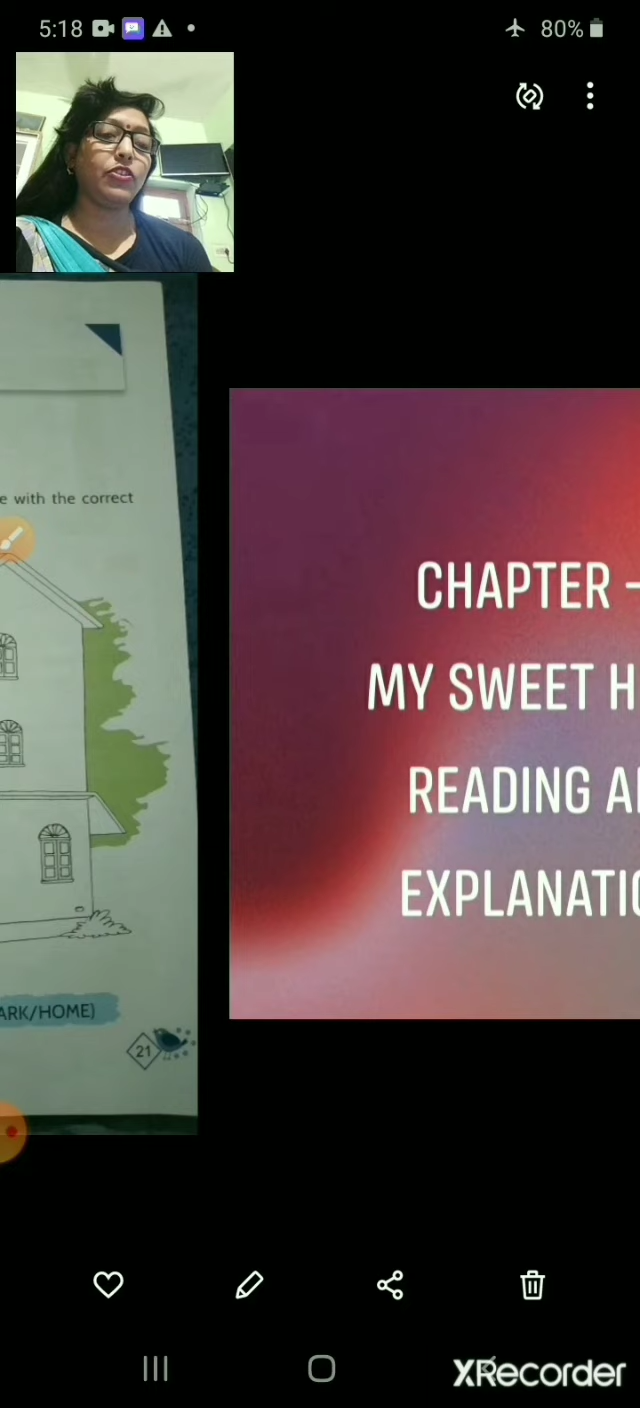 5:18
80%
e with the correct
ARK/HOME)
21
CHAPTER –
MY SWEET H
READING A
EXPLANATIO
XRecorder